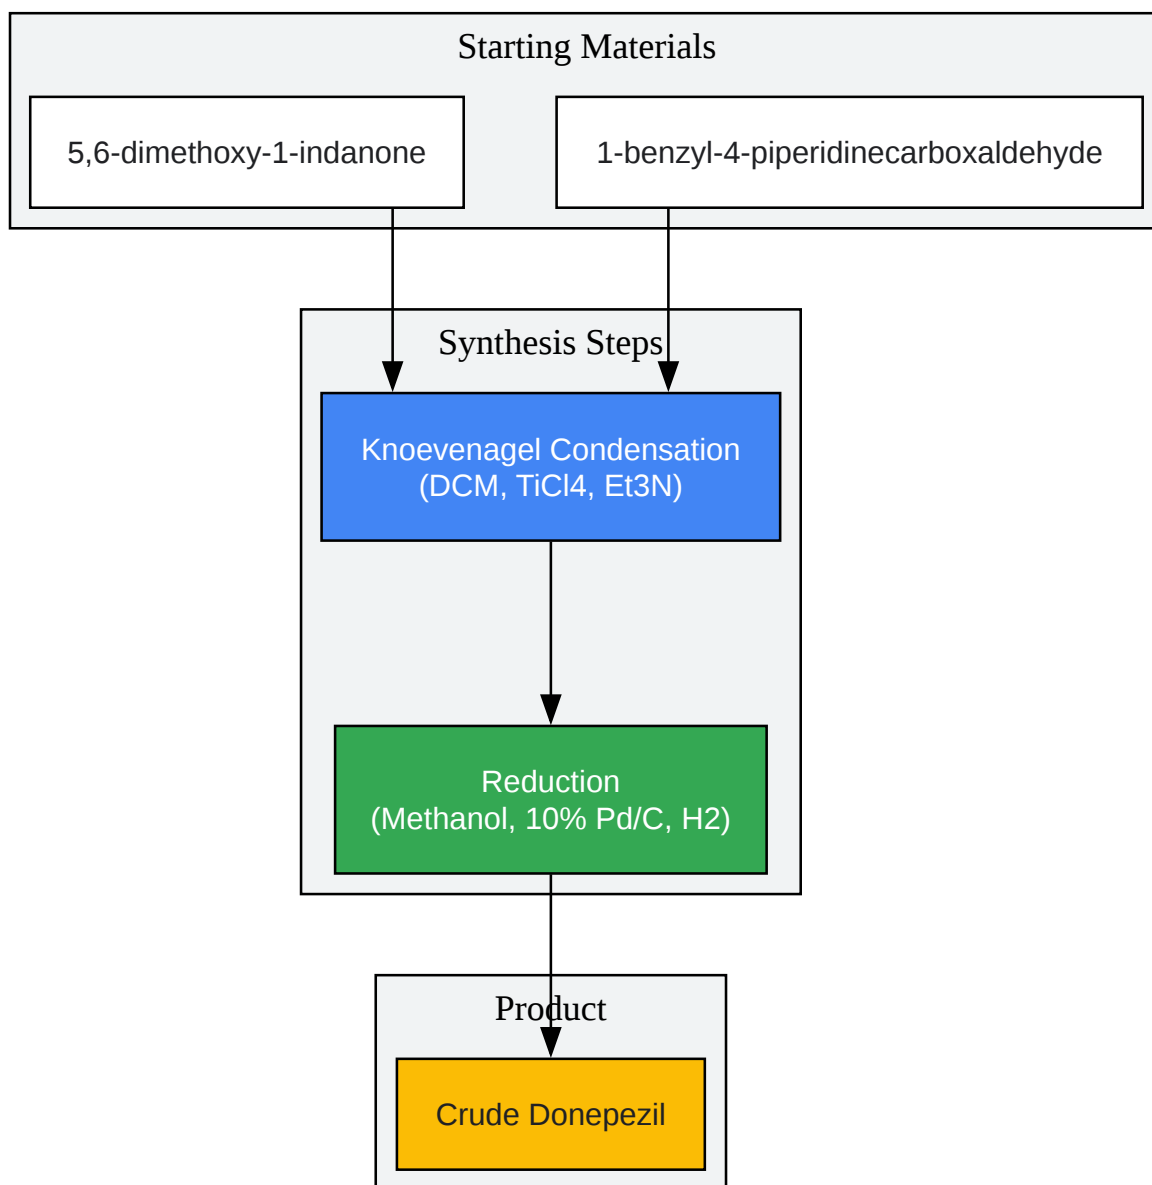 Starting Materials
5,6-dimethoxy-1-indanone
1-benzyl-4-piperidinecarboxaldehyde
Synthesis Steps
Knoevenagel Condensation
(DCM, TiCl4, Et3N)
Reduction
(Methanol, 10% Pd/C, H2)
Product
Crude Donepezil